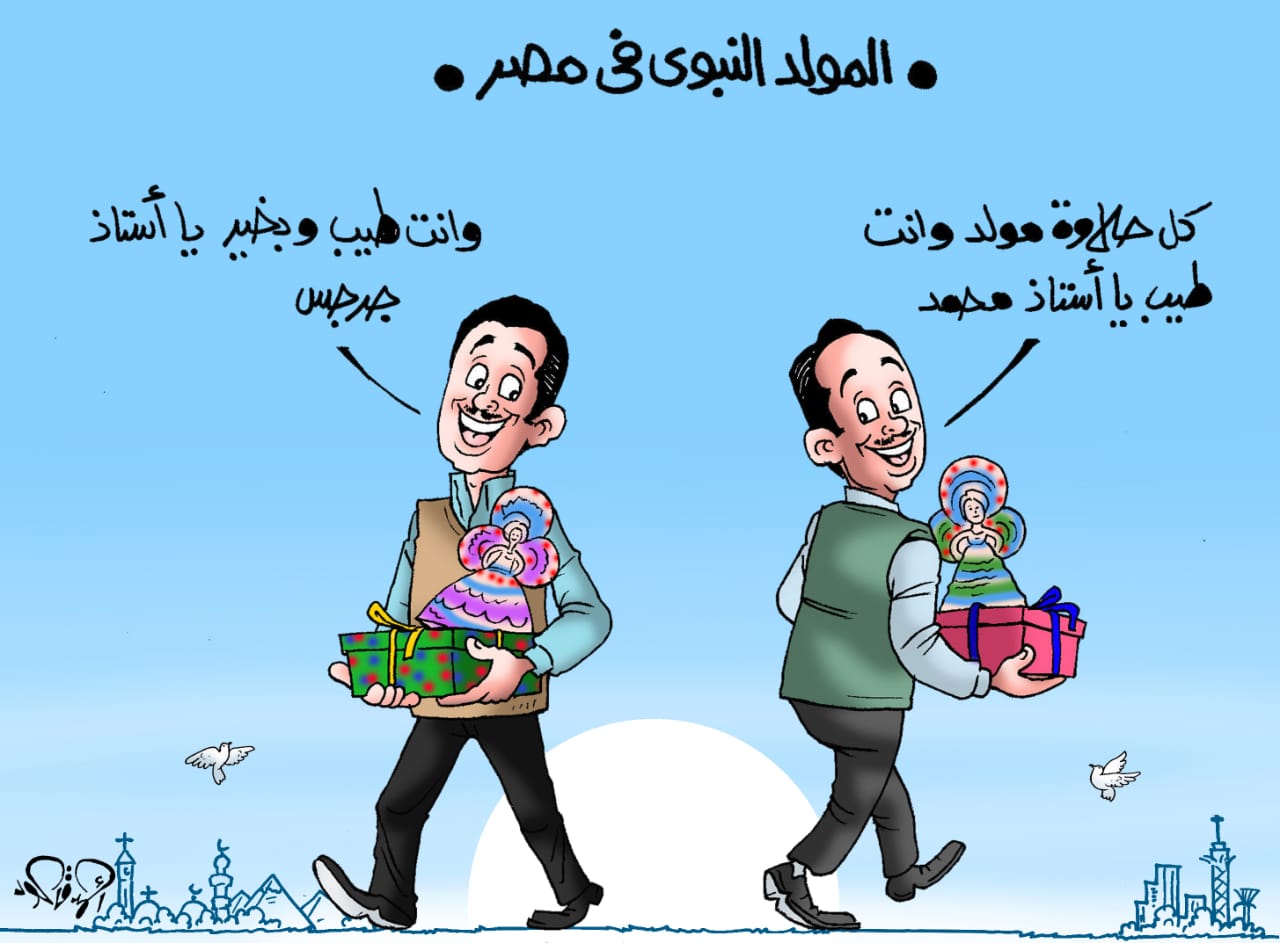 • المولد النبوى فى مصر •
كل حلاوة مولد وانت
طيب يا أستاذ محمد
وانت طيب وبخير يا أستاذ
جرجس